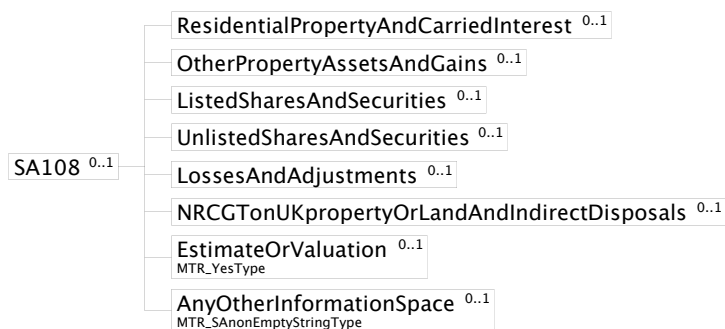 ResidentialPropertyAndCarriedInterest 0..1
OtherPropertyAssetsAndGains 0..1
ListedSharesAndSecurities 0..1
UnlistedSharesAndSecurities 0..1
SA108 0..1
LossesAndAdjustments 0..1
NRCGTonUKpropertyOrLandAndIndirectDisposals 0..1
EstimateOrValuation 0..1
MTR_YesType
AnyOtherInformationSpace 0..1
MTR_SAnonEmptyStringType